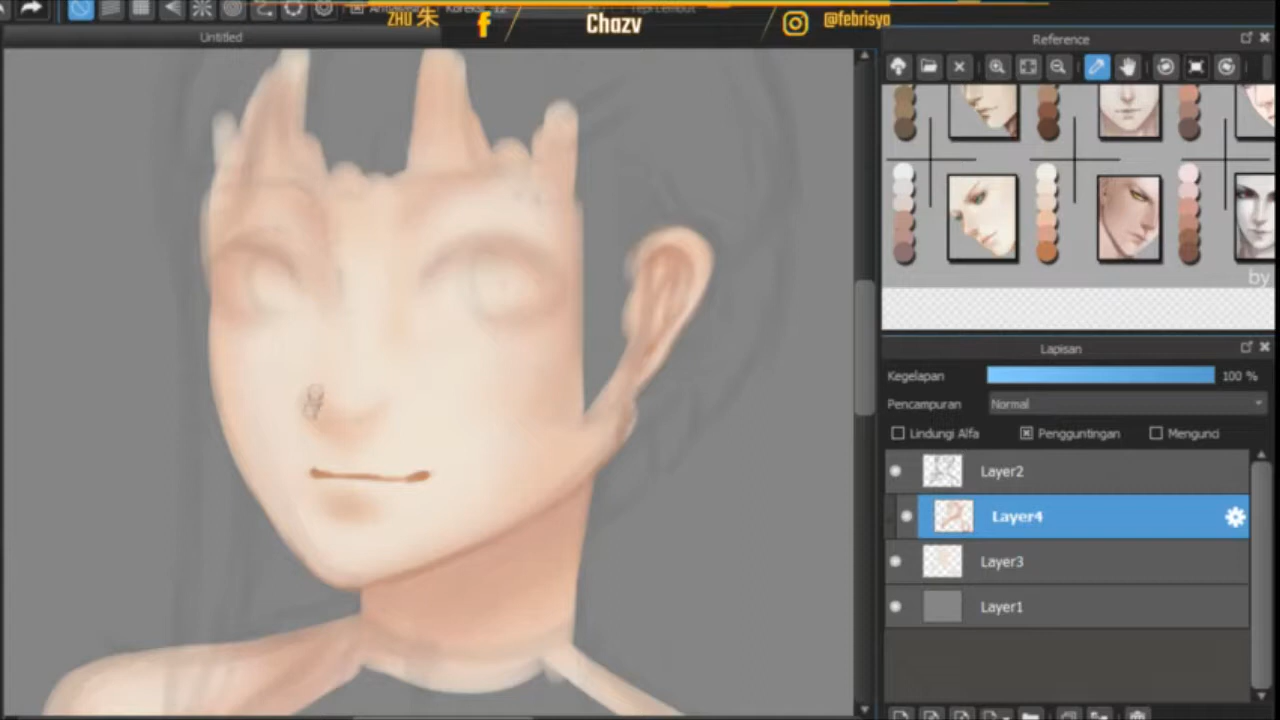 ZHU 朱
Chazv
@febrisya
Untitled
Reference
by
Lapisan
Kegelapan
100 %
Pencampuran
Normal
Lindungi Alfa
Pengguntingan
Mengunci
Layer2
Layer4
Layer3
Layer1